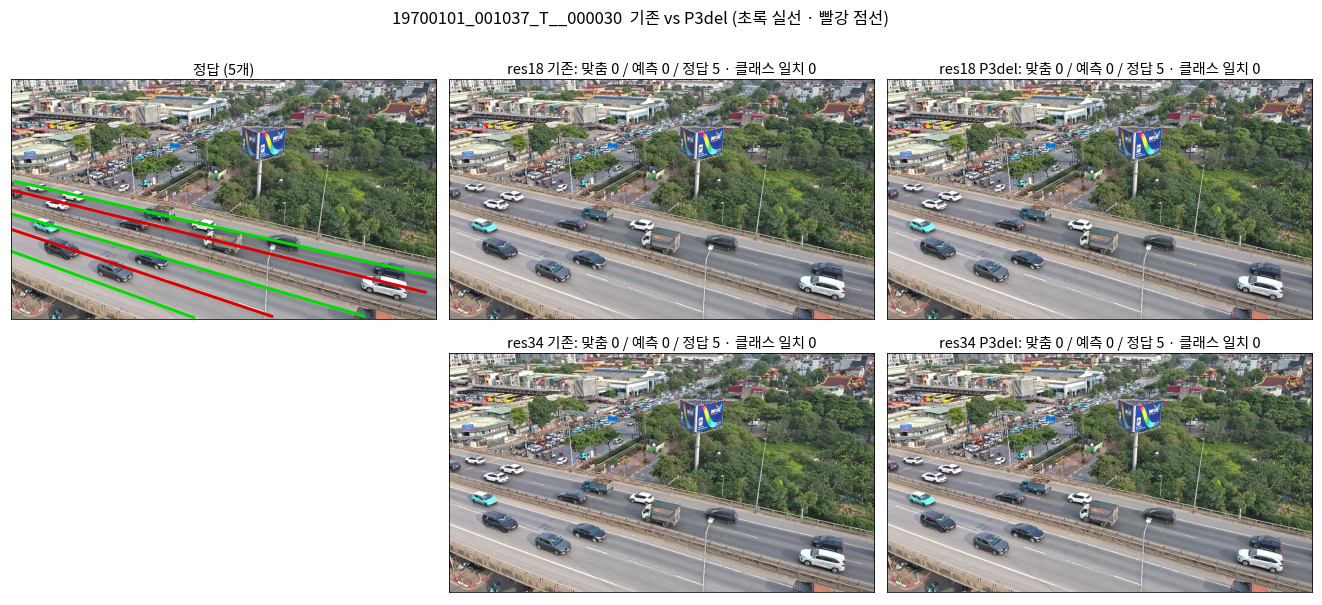 19700101_001037_T__000030 기존 vs P3del (초록 실선 · 빨강 점선)
정답 (5개)
res18 기존: 맞춤 0 / 예측 0 / 정답 5 · 클래스 일치 0
res18 P3del: 맞춤 0 / 예측 0 / 정답 5 · 클래스 일치 0
res34 기존: 맞춤 0 / 예측 0 / 정답 5 · 클래스 일치 0
res34 P3del: 맞춤 0 / 예측 0 / 정답 5 · 클래스 일치 0